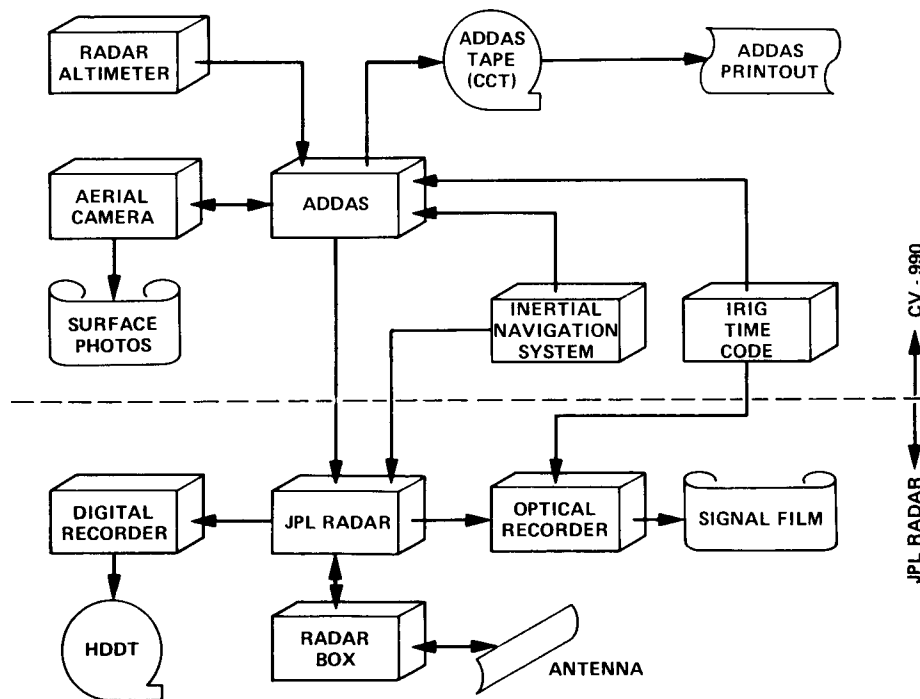 RADAR
ALTIMETER
ADDAS
TAPE
(CCT)
ADDAS
PRINTOUT
AERIAL
CAMERA
ADDAS
SURFACE
PHOTOS
INERTIAL
NAVIGATION
SYSTEM
IRIG
TIME
CODE
CV - 990
JPL RADAR
DIGITAL
RECORDER
JPL RADAR
OPTICAL
RECORDER
SIGNAL FILM
HDDT
RADAR
BOX
ANTENNA